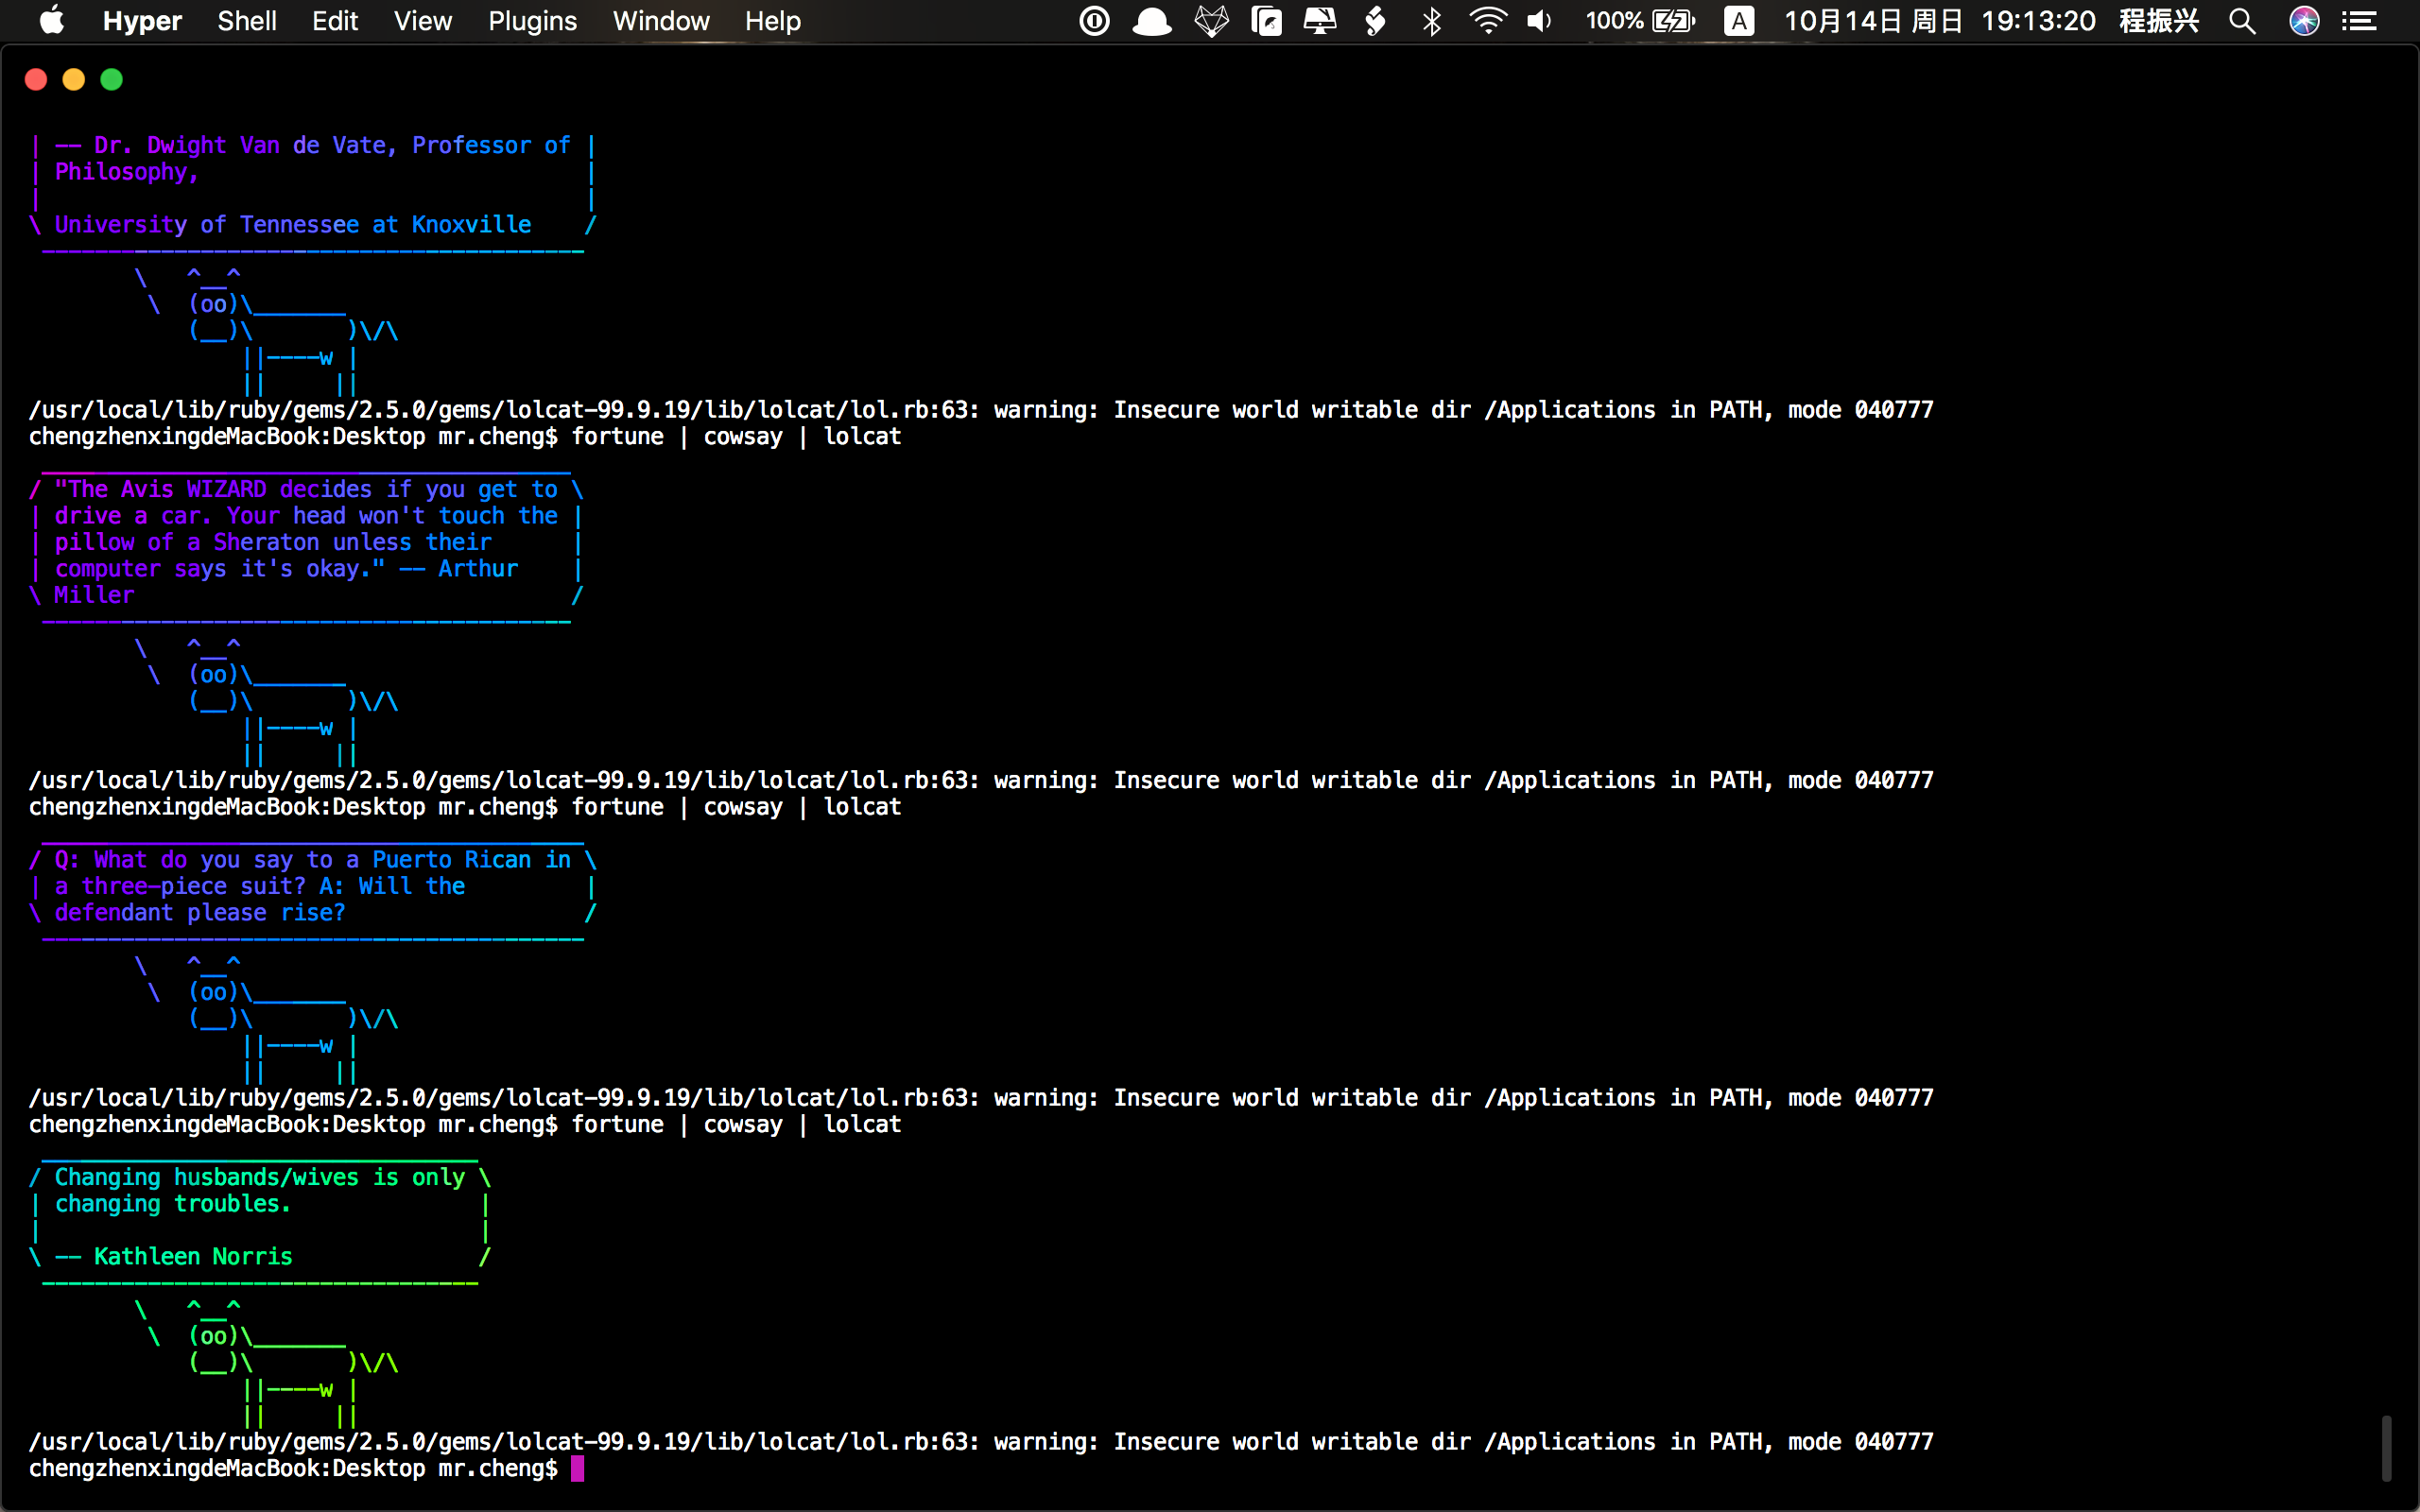 Hyper Shell Edit View Plugins Window Help 100% A 10月14日 周日 19:13:20 程振兴
| -- Dr. Dwight Van de Vate, Professor of |
| Philosophy,                             |
|                                         |
\ University of Tennessee at Knoxville    /
 -----------------------------------------
        \   ^__^
         \  (oo)\_______
            (__)\       )\/\
                ||----w |
                ||     ||
/usr/local/lib/ruby/gems/2.5.0/gems/lolcat-99.9.19/lib/lolcat/lol.rb:63: warning: Insecure world writable dir /Applications in PATH, mode 040777
chengzhenxingdeMacBook:Desktop mr.cheng$ fortune | cowsay | lolcat
 ________________________________________
/ "The Avis WIZARD decides if you get to \
| drive a car. Your head won't touch the |
| pillow of a Sheraton unless their      |
| computer says it's okay." -- Arthur    |
\ Miller                                 /
 ----------------------------------------
        \   ^__^
         \  (oo)\_______
            (__)\       )\/\
                ||----w |
                ||     ||
/usr/local/lib/ruby/gems/2.5.0/gems/lolcat-99.9.19/lib/lolcat/lol.rb:63: warning: Insecure world writable dir /Applications in PATH, mode 040777
chengzhenxingdeMacBook:Desktop mr.cheng$ fortune | cowsay | lolcat
 _________________________________________
/ Q: What do you say to a Puerto Rican in \
| a three-piece suit? A: Will the         |
\ defendant please rise?                  /
 -----------------------------------------
        \   ^__^
         \  (oo)\_______
            (__)\       )\/\
                ||----w |
                ||     ||
/usr/local/lib/ruby/gems/2.5.0/gems/lolcat-99.9.19/lib/lolcat/lol.rb:63: warning: Insecure world writable dir /Applications in PATH, mode 040777
chengzhenxingdeMacBook:Desktop mr.cheng$ fortune | cowsay | lolcat
 _________________________________
/ Changing husbands/wives is only \
| changing troubles.              |
|                                 |
\ -- Kathleen Norris              /
 ---------------------------------
        \   ^__^
         \  (oo)\_______
            (__)\       )\/\
                ||----w |
                ||     ||
/usr/local/lib/ruby/gems/2.5.0/gems/lolcat-99.9.19/lib/lolcat/lol.rb:63: warning: Insecure world writable dir /Applications in PATH, mode 040777
chengzhenxingdeMacBook:Desktop mr.cheng$